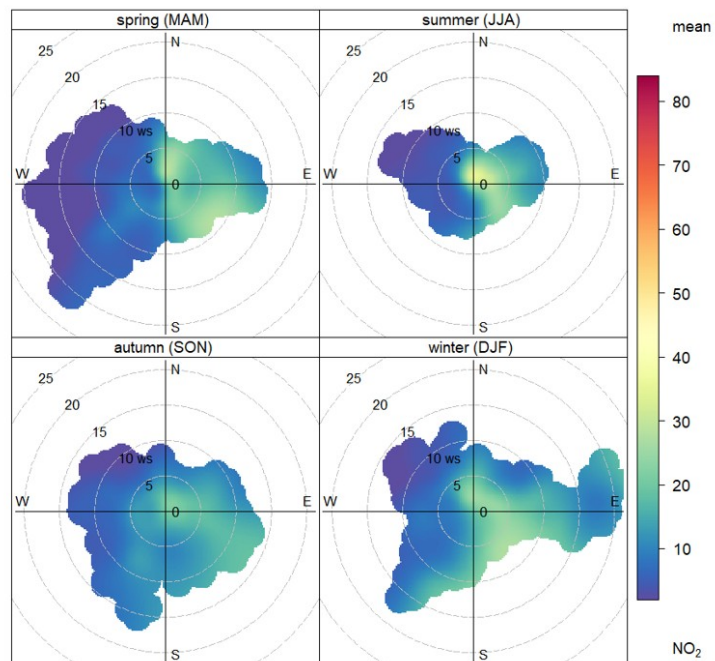 spring (MAM)
25
20
15
10 ws
5
0
N
W
E
S
summer (JJA)
25
20
15
10 ws
5
0
N
W
E
S
autumn (SON)
25
20
15
10 ws
5
0
N
W
E
S
winter (DJF)
25
20
15
10 ws
5
0
N
W
E
S
mean
80
70
60
50
40
30
20
10
NO₂